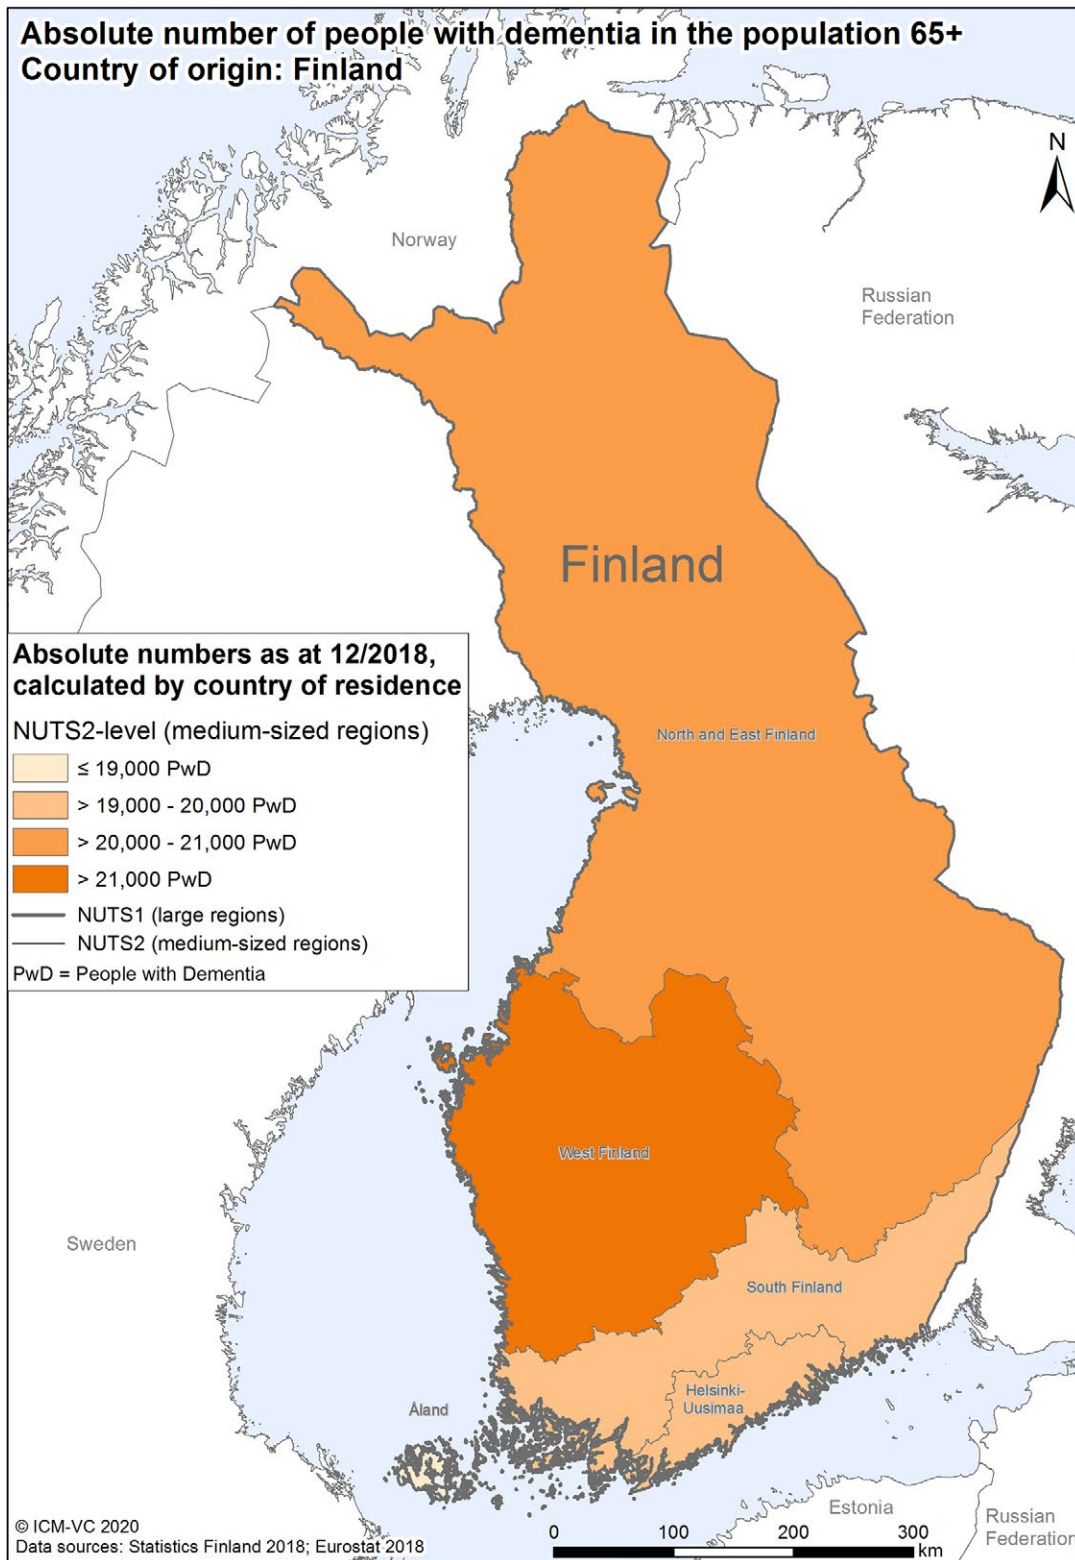 Absolute number of people with dementia in the population 65+
Country of origin: Finland
N
Norway
Russian
Federation
Finland
Absolute numbers as at 12/2018,
calculated by country of residence
NUTS2-level (medium-sized regions)
≤ 19,000 PwD
> 19,000 - 20,000 PwD
> 20,000 - 21,000 PwD
> 21,000 PwD
NUTS1 (large regions)
NUTS2 (medium-sized regions)
PwD = People with Dementia
North and East Finland
West Finland
Sweden
South Finland
Helsinki-
Uusimaa
Åland
Estonia
Russian
Federation
© ICM-VC 2020
Data sources: Statistics Finland 2018; Eurostat 2018
0 100 200 300
km